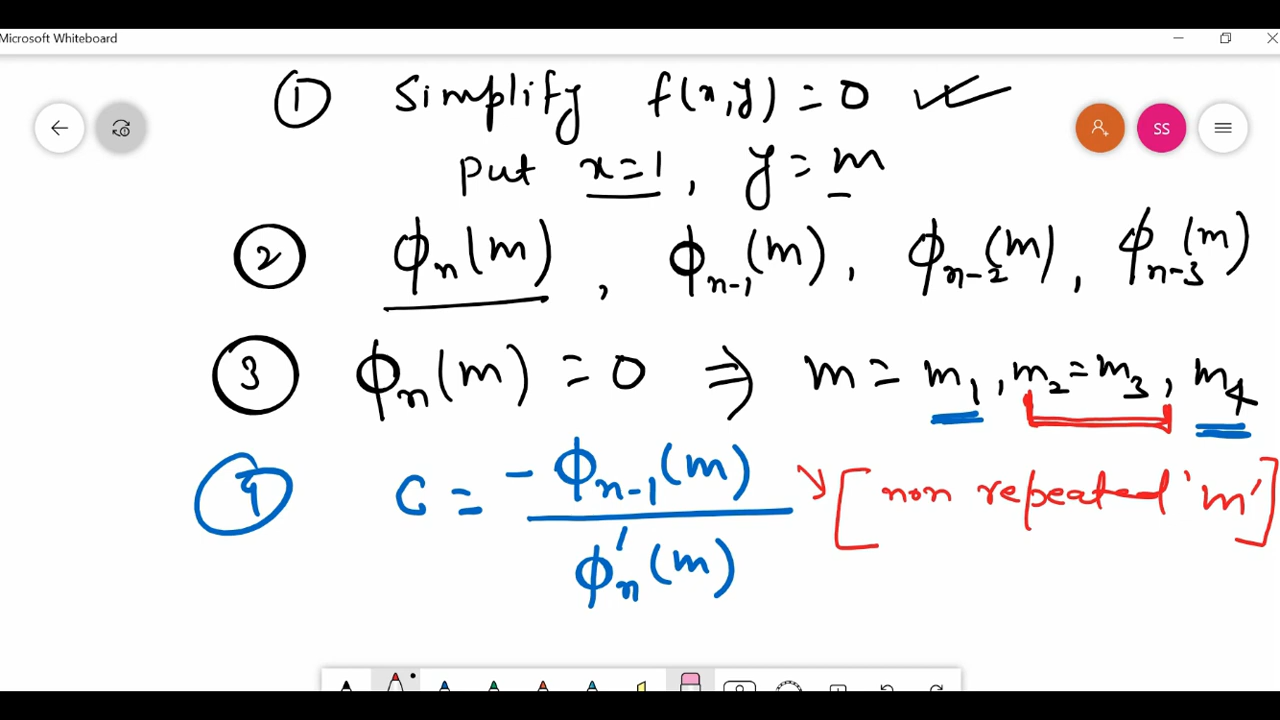 Microsoft Whiteboard
① Simplify f(x,y) = 0 ✓
Put x=1, y=m
SS
② ϕₙ(m), ϕₙ₋₁(m), ϕₙ₋₂(m), ϕₙ₋₃(m)
③ ϕₙ(m) = 0 ⇒ m = m₁, m₂=m₃, m₄
④ C = -ϕₙ₋₁(m) / ϕₙ′(m) ↘ [non repeated 'm']